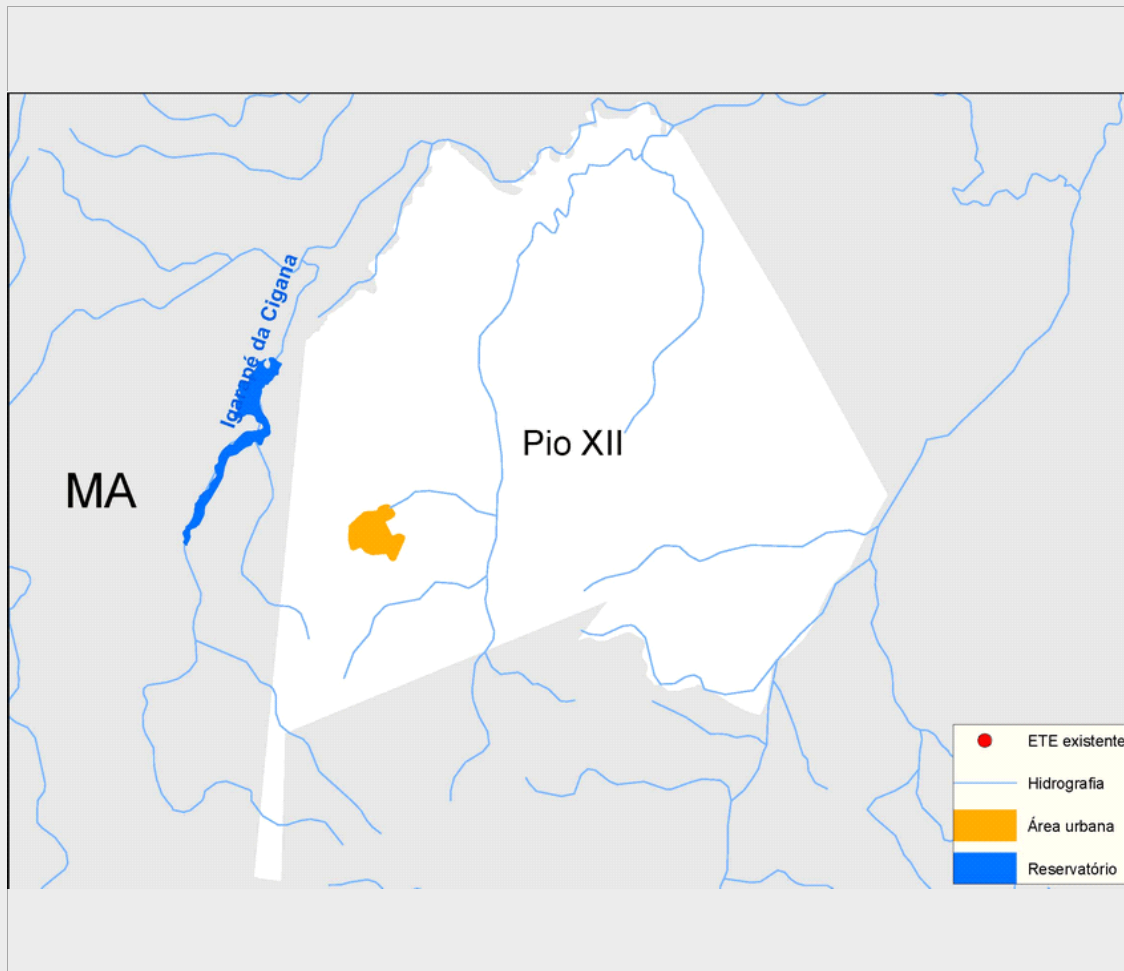 Igarapé da Cigana
Pio XII
MA
ETE existente
Hidrografia
Área urbana
Reservatório